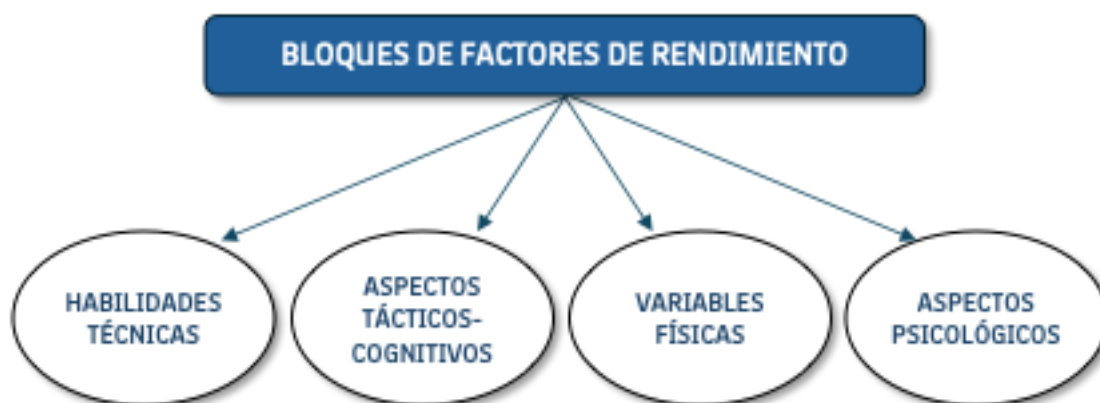 BLOQUES DE FACTORES DE RENDIMIENTO
HABILIDADES
TÉCNICAS
ASPECTOS
TÁCTICOS-
COGNITIVOS
VARIABLES
FÍSICAS
ASPECTOS
PSICOLÓGICOS